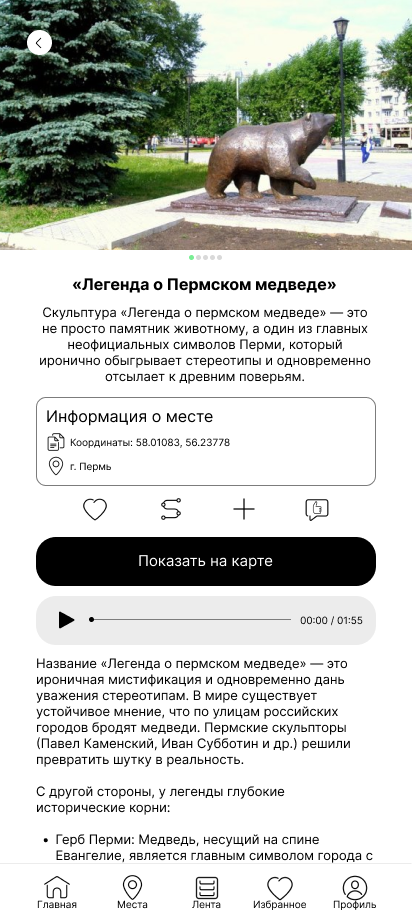 «Легенда о Пермском медведе»
Скульптура «Легенда о пермском медведе» — это
не просто памятник животному, а один из главных
неофициальных символов Перми, который
иронично обыгрывает стереотипы и одновременно
отсылает к древним поверьям.
Информация о месте
Координаты: 58.01083, 56.23778
г. Пермь
Показать на карте
00:00 / 01:55
Название «Легенда о пермском медведе» — это
ироничная мистификация и одновременно дань
уважения стереотипам. В мире существует
устойчивое мнение, что по улицам российских
городов бродят медведи. Пермские скульпторы
(Павел Каменский, Иван Субботин и др.) решили
превратить шутку в реальность.
С другой стороны, у легенды глубокие
исторические корни:
• Герб Перми: Медведь, несущий на спине
Евангелие, является главным символом города с
Главная
Места
Лента
Избранное
Профиль